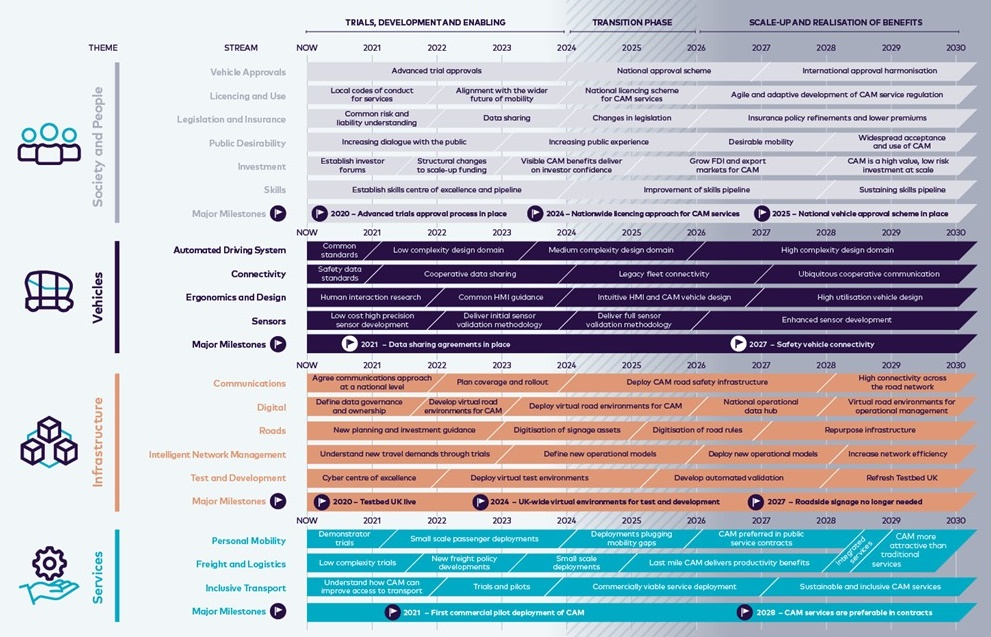 TRIALS, DEVELOPMENT AND ENABLING TRANSITION PHASE SCALE-UP AND REALISATION OF BENEFITS
THEME STREAM NOW 2021 2022 2023 2024 2025 2026 2027 2028 2029 2030
Society and People
Vehicle Approvals Advanced trial approvals National approval scheme International approval harmonisation
Licencing and Use Local codes of conduct for services Alignment with the wider future of mobility National licencing scheme for CAM services Agile and adaptive development of CAM service regulation
Legislation and Insurance Common risk and liability understanding Data sharing Changes in legislation Insurance policy refinements and lower premiums
Public Desirability Increasing dialogue with the public Increasing public experience Desirable mobility Widespread acceptance and use of CAM
Investment Establish investor forums Structural changes to scale-up funding Visible CAM benefits deliver on investor confidence Grow FDI and export markets for CAM CAM is a high value, low risk investment at scale
Skills Establish skills centre of excellence and pipeline Improvement of skills pipeline Sustaining skills pipeline
Major Milestones 2020 – Advanced trials approval process in place 2024 – Nationwide licencing approach for CAM services 2025 – National vehicle approval scheme in place
NOW 2021 2022 2023 2024 2025 2026 2027 2028 2029 2030
Vehicles
Automated Driving System Common standards Low complexity design domain Medium complexity design domain High complexity design domain
Connectivity Safety data standards Cooperative data sharing Legacy fleet connectivity Ubiquitous cooperative communication
Ergonomics and Design Human interaction research Common HMI guidance Intuitive HMI and CAM vehicle design High utilisation vehicle design
Sensors Low cost high precision sensor development Deliver initial sensor validation methodology Deliver full sensor validation methodology Enhanced sensor development
Major Milestones 2021 – Data sharing agreements in place 2027 – Safety vehicle connectivity
NOW 2021 2022 2023 2024 2025 2026 2027 2028 2029 2030
Infrastructure
Communications Agree communications approach at a national level Plan coverage and rollout Deploy CAM road safety infrastructure High connectivity across the road network
Digital Define data governance and ownership Develop virtual road environments for CAM Deploy virtual road environments for CAM National operational data hub Virtual road environments for operational management
Roads New planning and investment guidance Digitisation of signage assets Digitisation of road rules Repurpose infrastructure
Intelligent Network Management Understand new travel demands through trials Define new operational models Deploy new operational models Increase network efficiency
Test and Development Cyber centre of excellence Deploy virtual test environments Develop automated validation Refresh Testbed UK
Major Milestones 2020 – Testbed UK live 2024 – UK-wide virtual environments for test and development 2027 – Roadside signage no longer needed
NOW 2021 2022 2023 2024 2025 2026 2027 2028 2029 2030
Services
Personal Mobility Demonstrator trials Small scale passenger deployments Deployments plugging mobility gaps CAM preferred in public service contracts Integrated services CAM more attractive than traditional services
Freight and Logistics Low complexity trials New freight policy developments Small scale deployments Last mile CAM delivers productivity benefits
Inclusive Transport Understand how CAM can improve access to transport Trials and pilots Commercially viable service deployment Sustainable and inclusive CAM services
Major Milestones 2021 – First commercial pilot deployment of CAM 2028 – CAM services are preferable in contracts